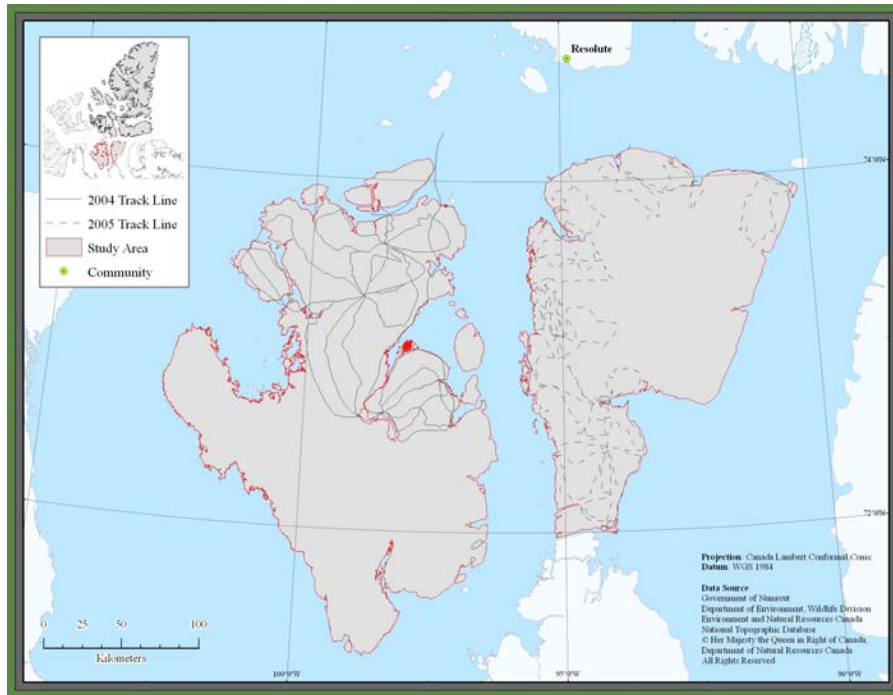 Resolute
74°0'N
2004 Track Line
2005 Track Line
Study Area
Community
72°0'N
Projection: Canada Lambert Conformal Conic
Datum: WGS 1984
Data Source
Government of Nunavut
Department of Environment, Wildlife Division
Environment and Natural Resources Canada
National Topographic Database
© Her Majesty the Queen in Right of Canada,
Department of Natural Resources Canada
All Rights Reserved
0 25 50 100
Kilometers
100°0'W 95°0'W 90°0'W